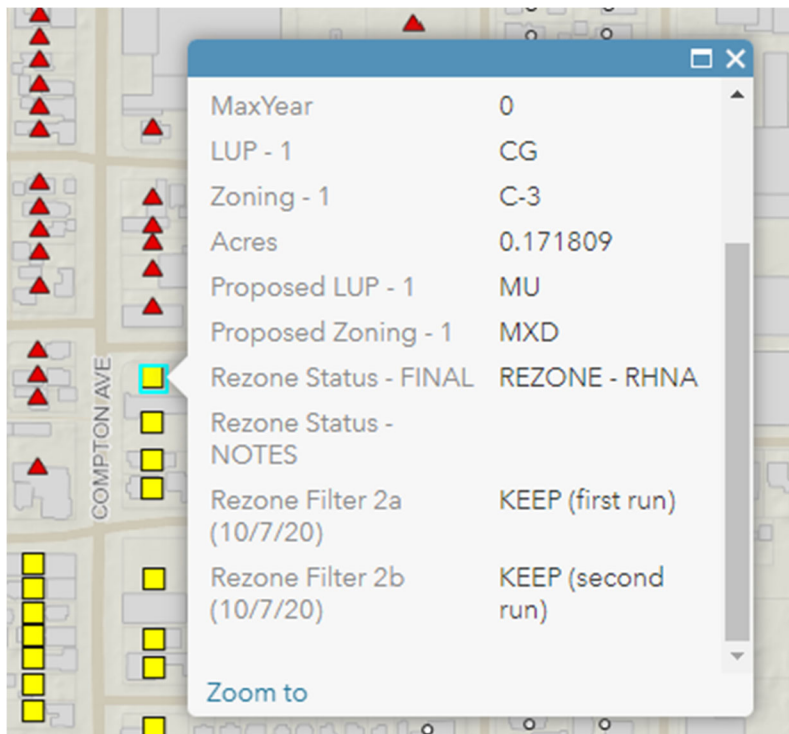 MaxYear 0
LUP - 1 CG
Zoning - 1 C-3
Acres 0.171809
Proposed LUP - 1 MU
Proposed Zoning - 1 MXD
Rezone Status - FINAL REZONE - RHNA
Rezone Status -
NOTES
Rezone Filter 2a KEEP (first run)
(10/7/20)
Rezone Filter 2b KEEP (second
(10/7/20) run)
Zoom to
COMPTON AVE